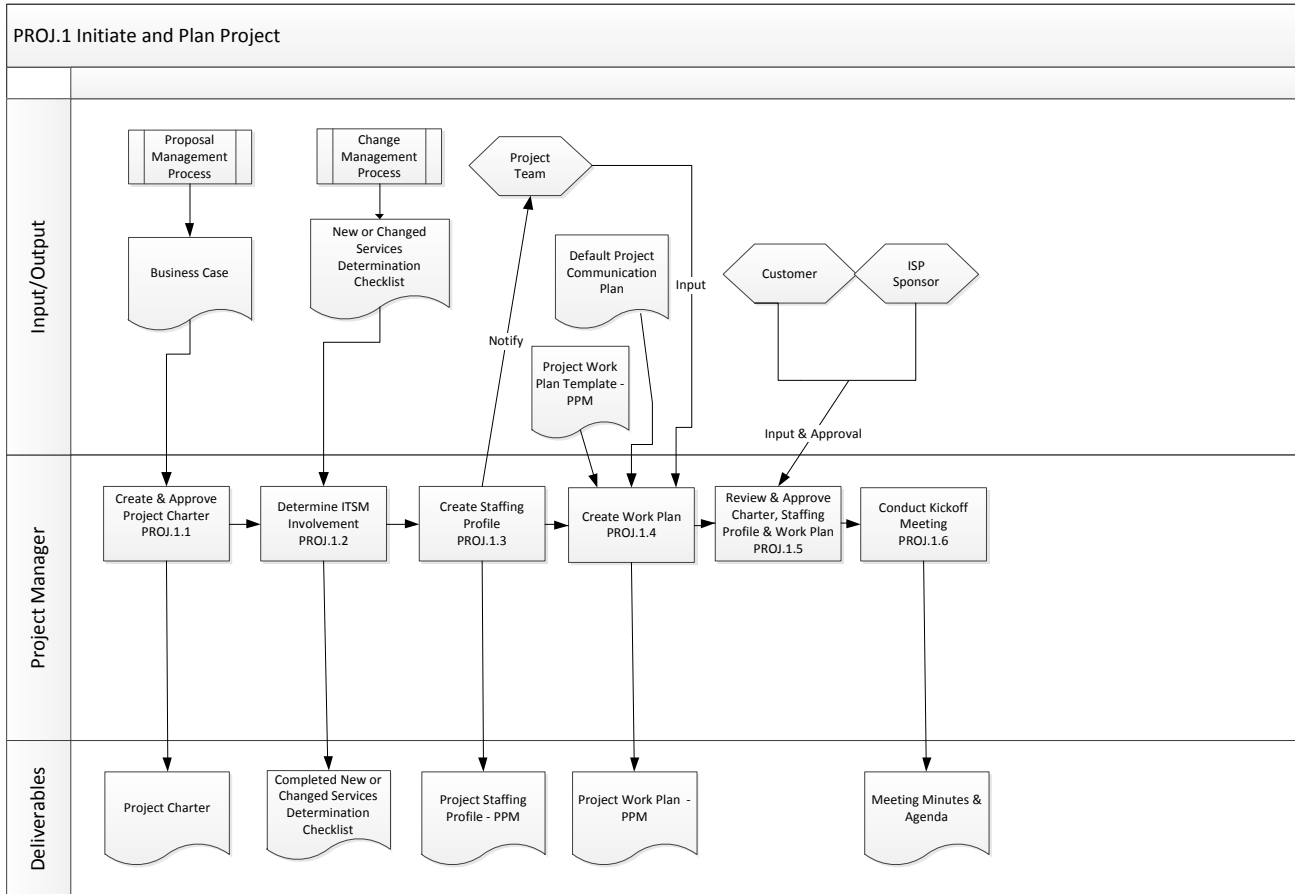 PROJ.1 Initiate and Plan Project
Input/Output
Proposal
Management
Process
Change
Management
Process
Project
Team
Business Case
New or Changed
Services
Determination
Checklist
Default Project
Communication
Plan
Input
Customer
ISP
Sponsor
Notify
Project Work
Plan Template -
PPM
Input & Approval
Project Manager
Create & Approve
Project Charter
PROJ.1.1
Determine ITSM
Involvement
PROJ.1.2
Create Staffing
Profile
PROJ.1.3
Create Work Plan
PROJ.1.4
Review & Approve
Charter, Staffing
Profile & Work Plan
PROJ.1.5
Conduct Kickoff
Meeting
PROJ.1.6
Deliverables
Project Charter
Completed New or
Changed Services
Determination
Checklist
Project Staffing
Profile - PPM
Project Work Plan -
PPM
Meeting Minutes &
Agenda